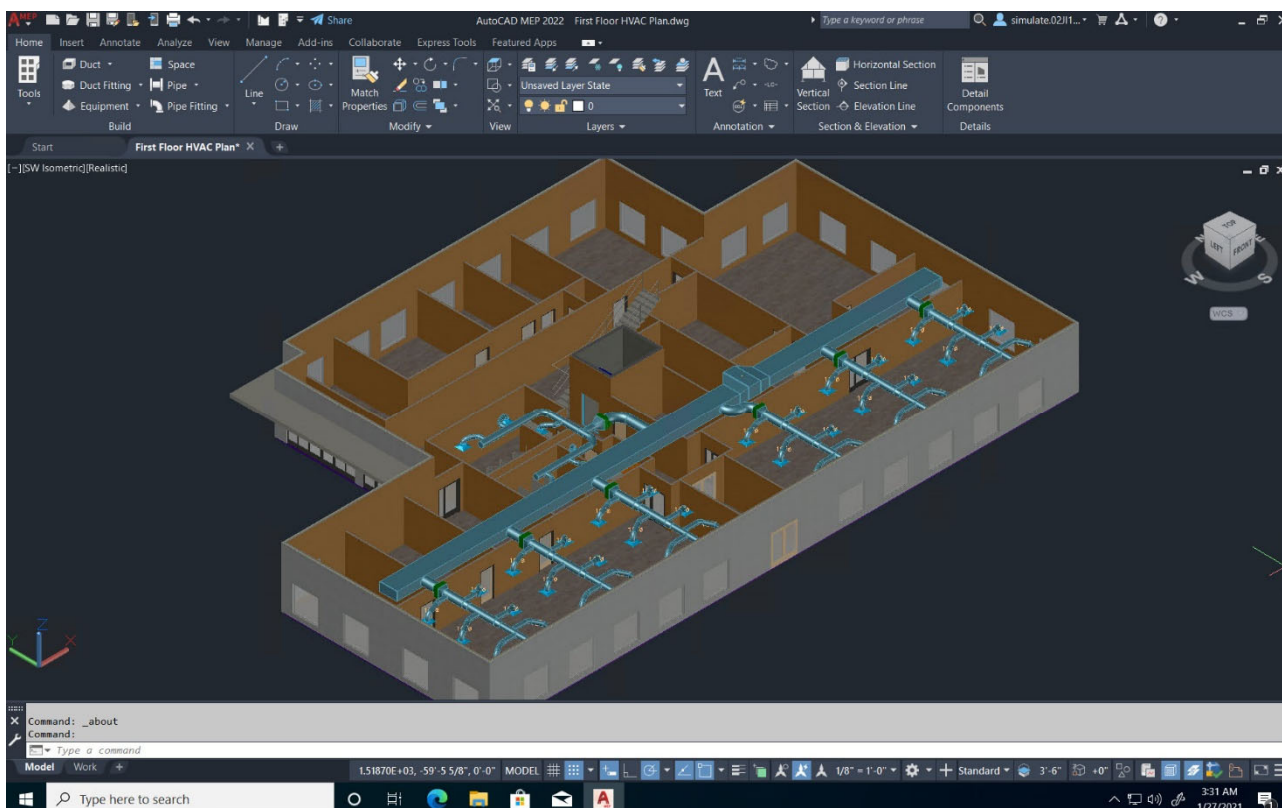 MEP
Share
AutoCAD MEP 2022 First Floor HVAC Plan.dwg
Type a keyword or phrase
simulate.02JI1...
Home Insert Annotate Analyze View Manage Add-ins Collaborate Express Tools Featured Apps
Tools
Duct
Duct Fitting
Equipment
Space
Pipe
Pipe Fitting
Build
Line
Draw
Match
Properties
Modify
View
Unsaved Layer State
0
Layers
Text
Annotation
Vertical
Section
Horizontal Section
Section Line
Elevation Line
Section & Elevation
Detail
Components
Details
Start
First Floor HVAC Plan*
[−][SW Isometric][Realistic]
TOP
LEFT FRONT
W S
WCS
Z
Y X
Command: _about
Command:
Type a command
Model Work
1.51870E+03, -59'-5 5/8", 0'-0" MODEL 1/8" = 1'-0" Standard 3'-6" +0"
Type here to search
3:31 AM